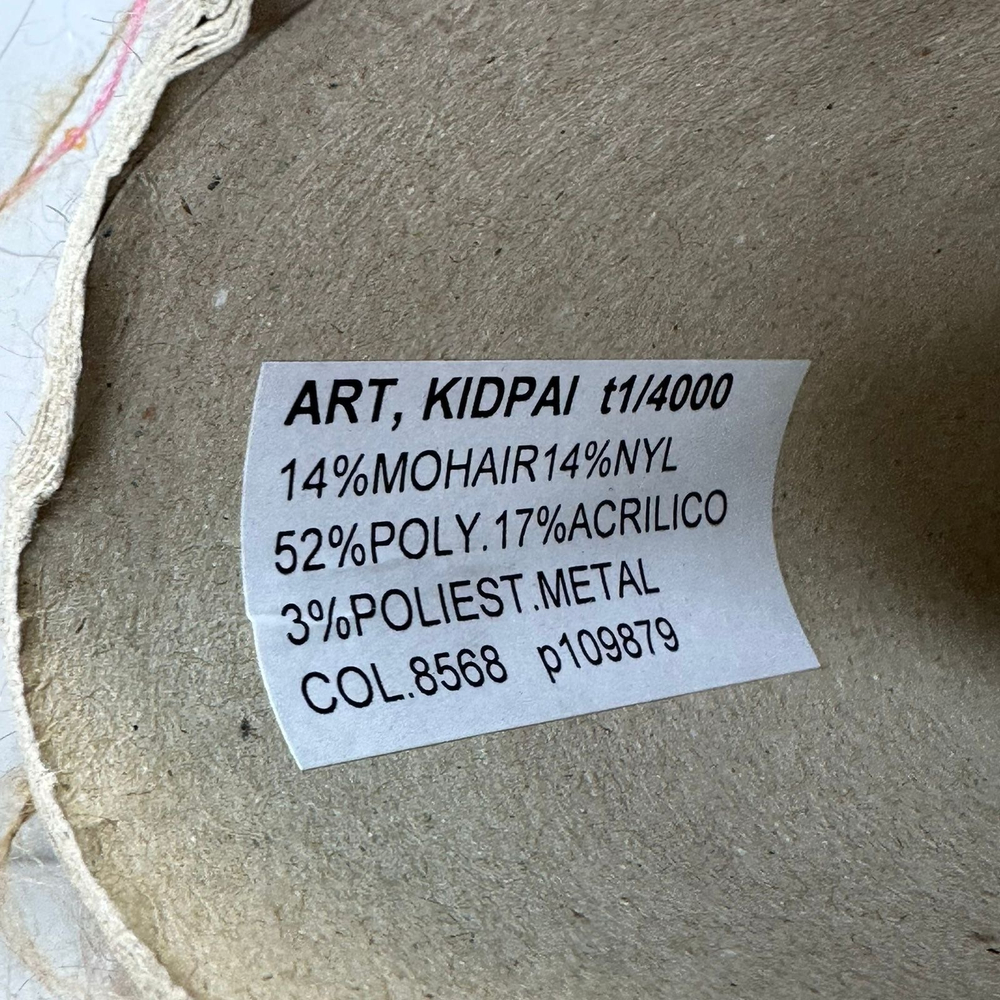 ART, KIDPAI t1/4000
14%MOHAIR14%NYL
52%POLY.17%ACRILICO
3%POLIEST.METAL
COL.8568 p109879